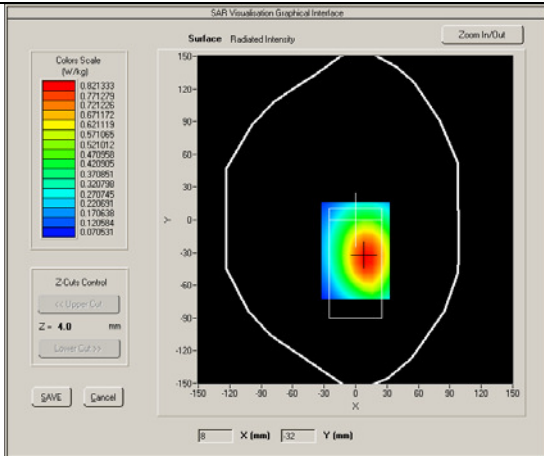 SAR Visualisation Graphical Interface
Surface Radiated Intensity
Zoom In/Out
Colors Scale
(W/kg)
0.821333
0.771279
0.721226
0.671172
0.621119
0.571065
0.521012
0.470958
0.420905
0.370851
0.320798
0.270745
0.220691
0.170638
0.120584
0.070531
Z-Cuts Control
<< Upper Cut
Z = 4.0 mm
Lower Cut >>
SAVE Cancel
150-
120-
90-
60-
30-
0-
-30-
-60-
-90-
-120-
-150-
Y
-150 -120 -90 -60 -30 0 30 60 90 120 150
X
8 X (mm) -32 Y (mm)